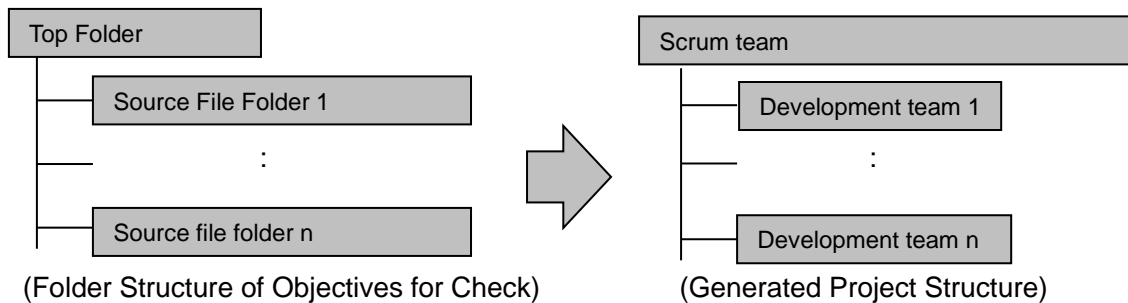 Top Folder
Source File Folder 1
:
Source file folder n
(Folder Structure of Objectives for Check)
Scrum team
Development team 1
:
Development team n
(Generated Project Structure)